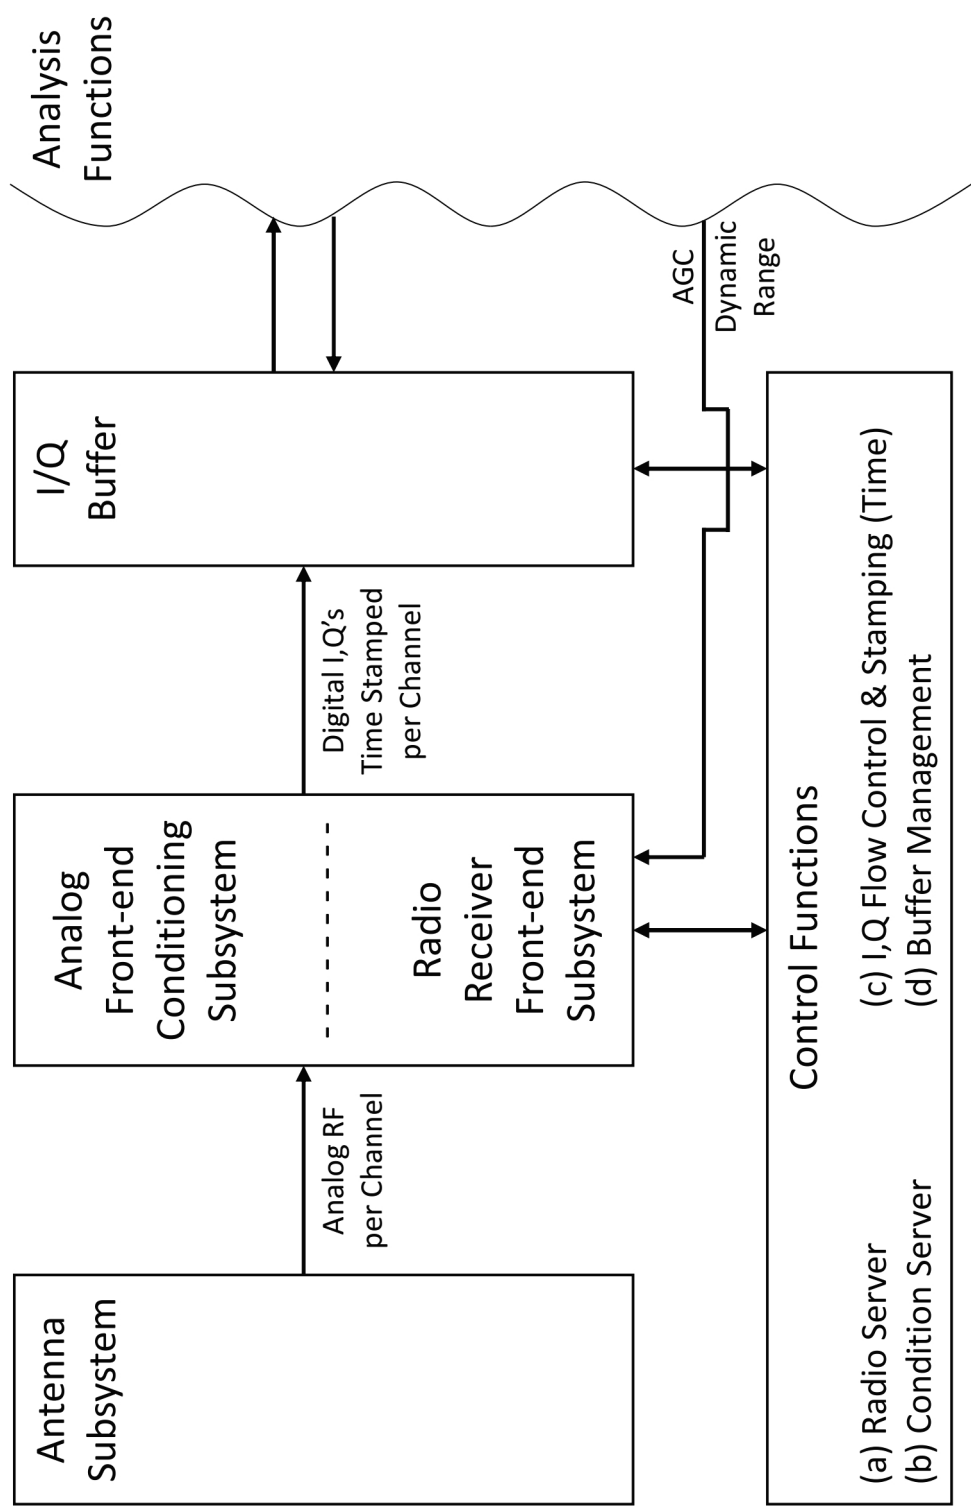 Antenna
Subsystem
Analog RF
per Channel
Analog
Front-end
Conditioning
Subsystem
Radio
Receiver
Front-end
Subsystem
Digital I,Q's
Time Stamped
per Channel
I/Q
Buffer
Analysis
Functions
AGC
Dynamic
Range
Control Functions
(a) Radio Server
(b) Condition Server
(c) I,Q Flow Control & Stamping (Time)
(d) Buffer Management